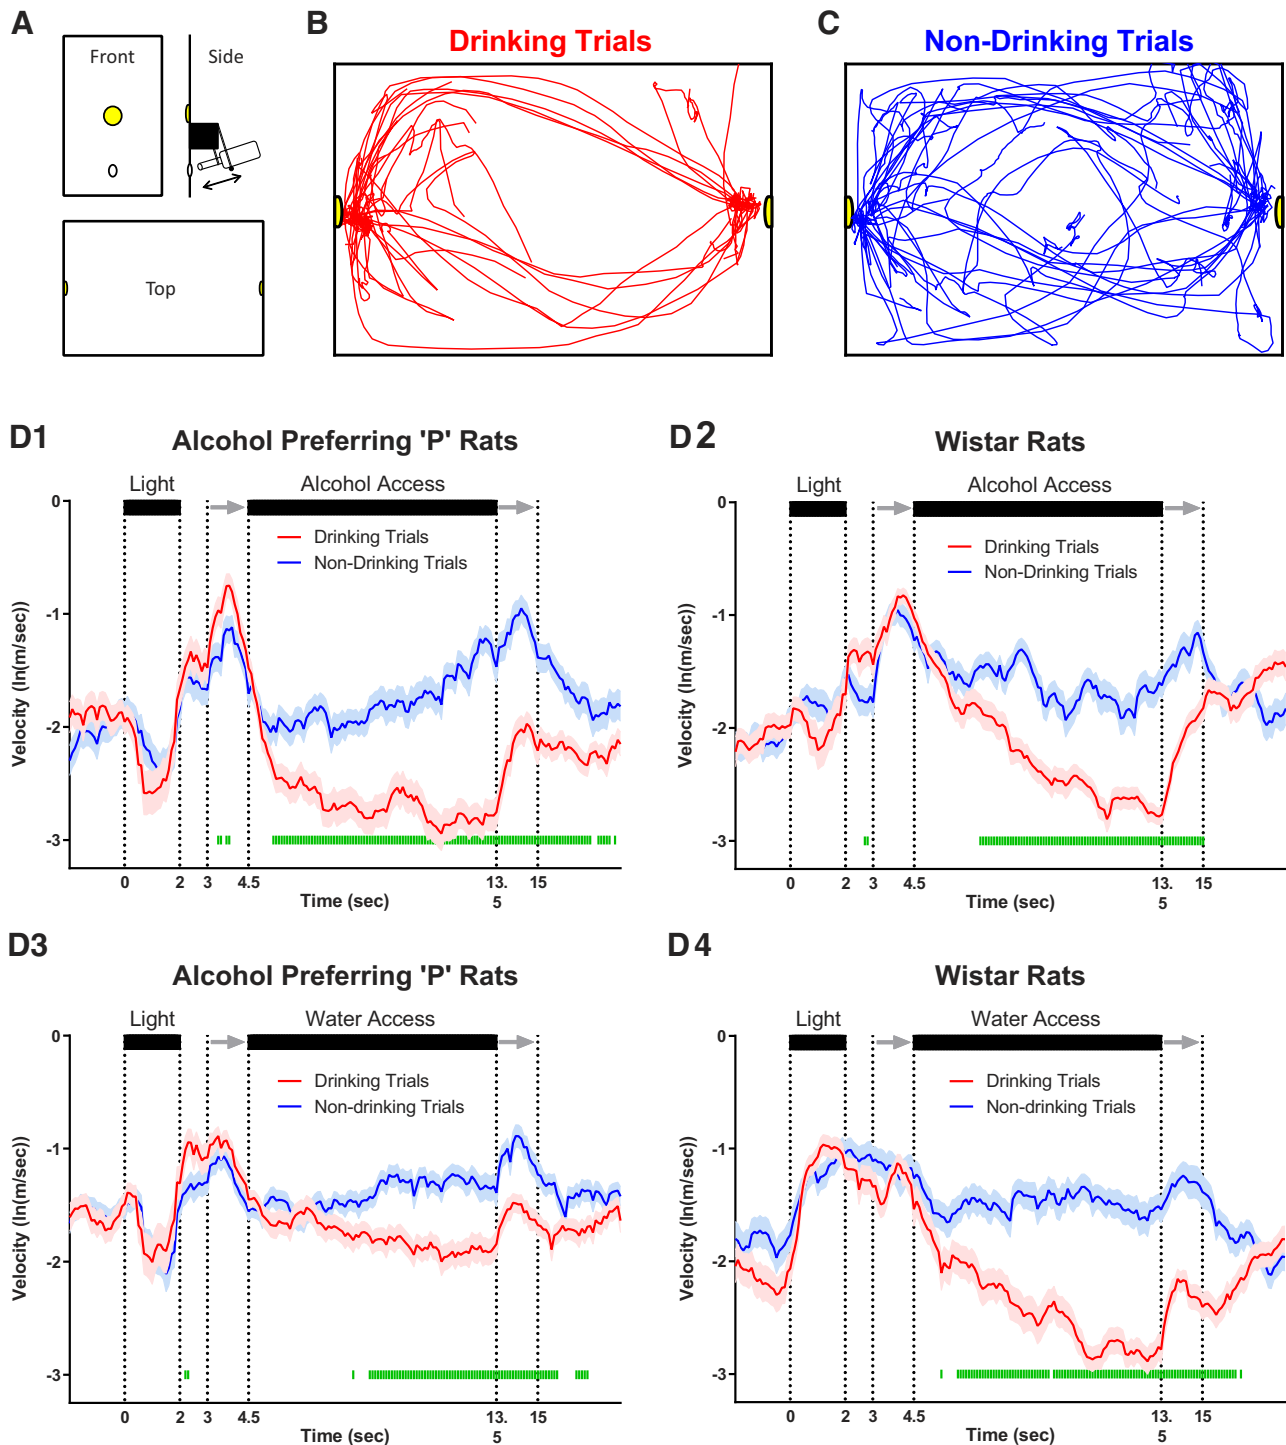 A
Front
Side
Top
B
Drinking Trials
C
Non-Drinking Trials
D1
Alcohol Preferring 'P' Rats
Light
Alcohol Access
Drinking Trials
Non-Drinking Trials
Velocity (ln(m/sec))
0
-1
-2
-3
0
2
3
4.5
13.
5
15
Time (sec)
D2
Wistar Rats
Light
Alcohol Access
Drinking Trials
Non-Drinking Trials
Velocity (ln(m/sec))
0
-1
-2
-3
0
2
3
4.5
13.
5
15
Time (sec)
D3
Alcohol Preferring 'P' Rats
Light
Water Access
Drinking Trials
Non-drinking Trials
Velocity (ln(m/sec))
0
-1
-2
-3
0
2
3
4.5
13.
5
15
Time (sec)
D4
Wistar Rats
Light
Water Access
Drinking Trials
Non-drinking Trials
Velocity (ln(m/sec))
0
-1
-2
-3
0
2
3
4.5
13.
5
15
Time (sec)